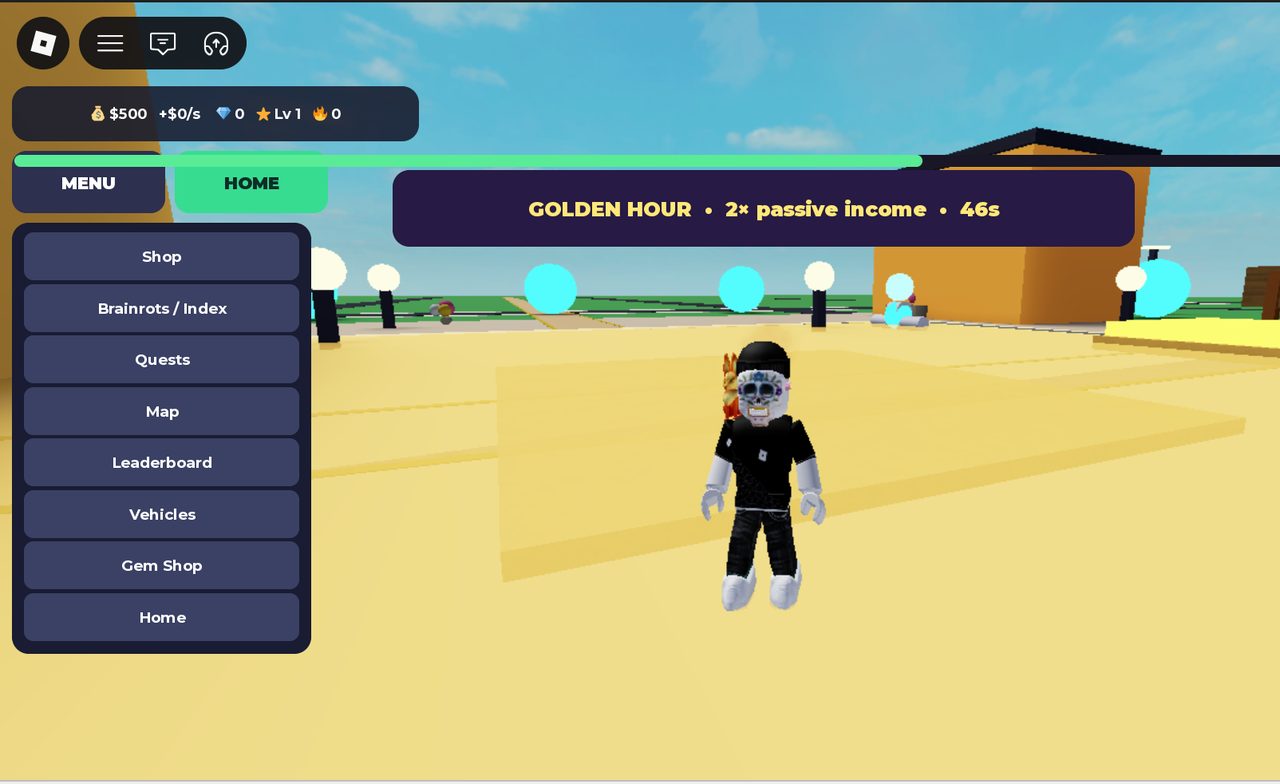 💰 $500 +$0/s 💎 0 ⭐ Lv 1 🔥 0
MENU HOME
GOLDEN HOUR • 2× passive income • 46s
Shop
Brainrots / Index
Quests
Map
Leaderboard
Vehicles
Gem Shop
Home